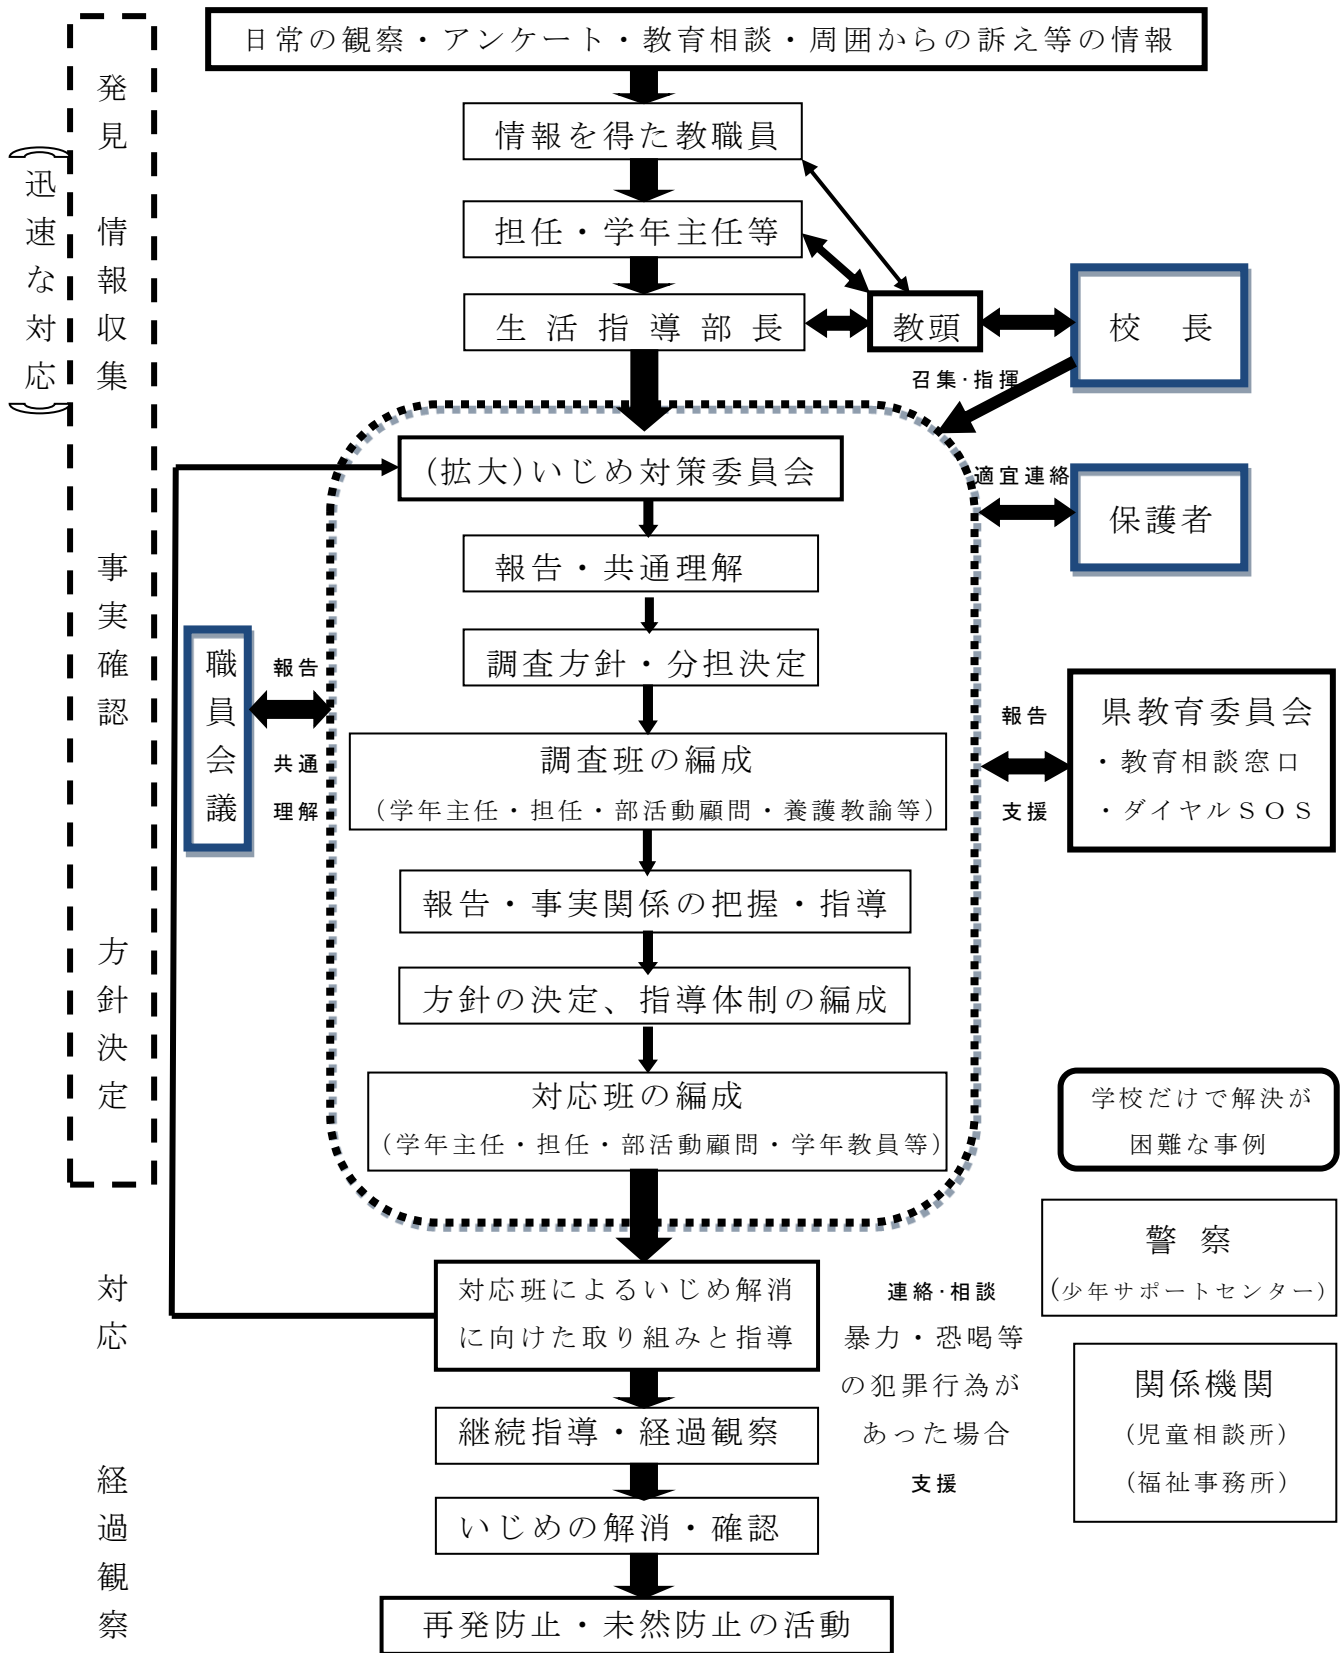 日常の観察・アンケート・教育相談・周囲からの訴え等の情報
発見
情報収集
事実確認
方針決定
(迅速な対応)
情報を得た教職員
担任・学年主任等
生活指導部長
教頭
校長
召集・指揮
(拡大)いじめ対策委員会
適宜連絡
保護者
報告・共通理解
調査方針・分担決定
職員会議
報告
共通
理解
調査班の編成
(学年主任・担任・部活動顧問・養護教諭等)
報告
支援
県教育委員会
・教育相談窓口
・ダイヤルSOS
報告・事実関係の把握・指導
方針の決定、指導体制の編成
対応班の編成
(学年主任・担任・部活動顧問・学年教員等)
学校だけで解決が
困難な事例
警察
(少年サポートセンター)
対応
対応班によるいじめ解消
に向けた取り組みと指導
連絡・相談
暴力・恐喝等
の犯罪行為が
あった場合
支援
関係機関
(児童相談所)
(福祉事務所)
経過観察
継続指導・経過観察
いじめの解消・確認
再発防止・未然防止の活動